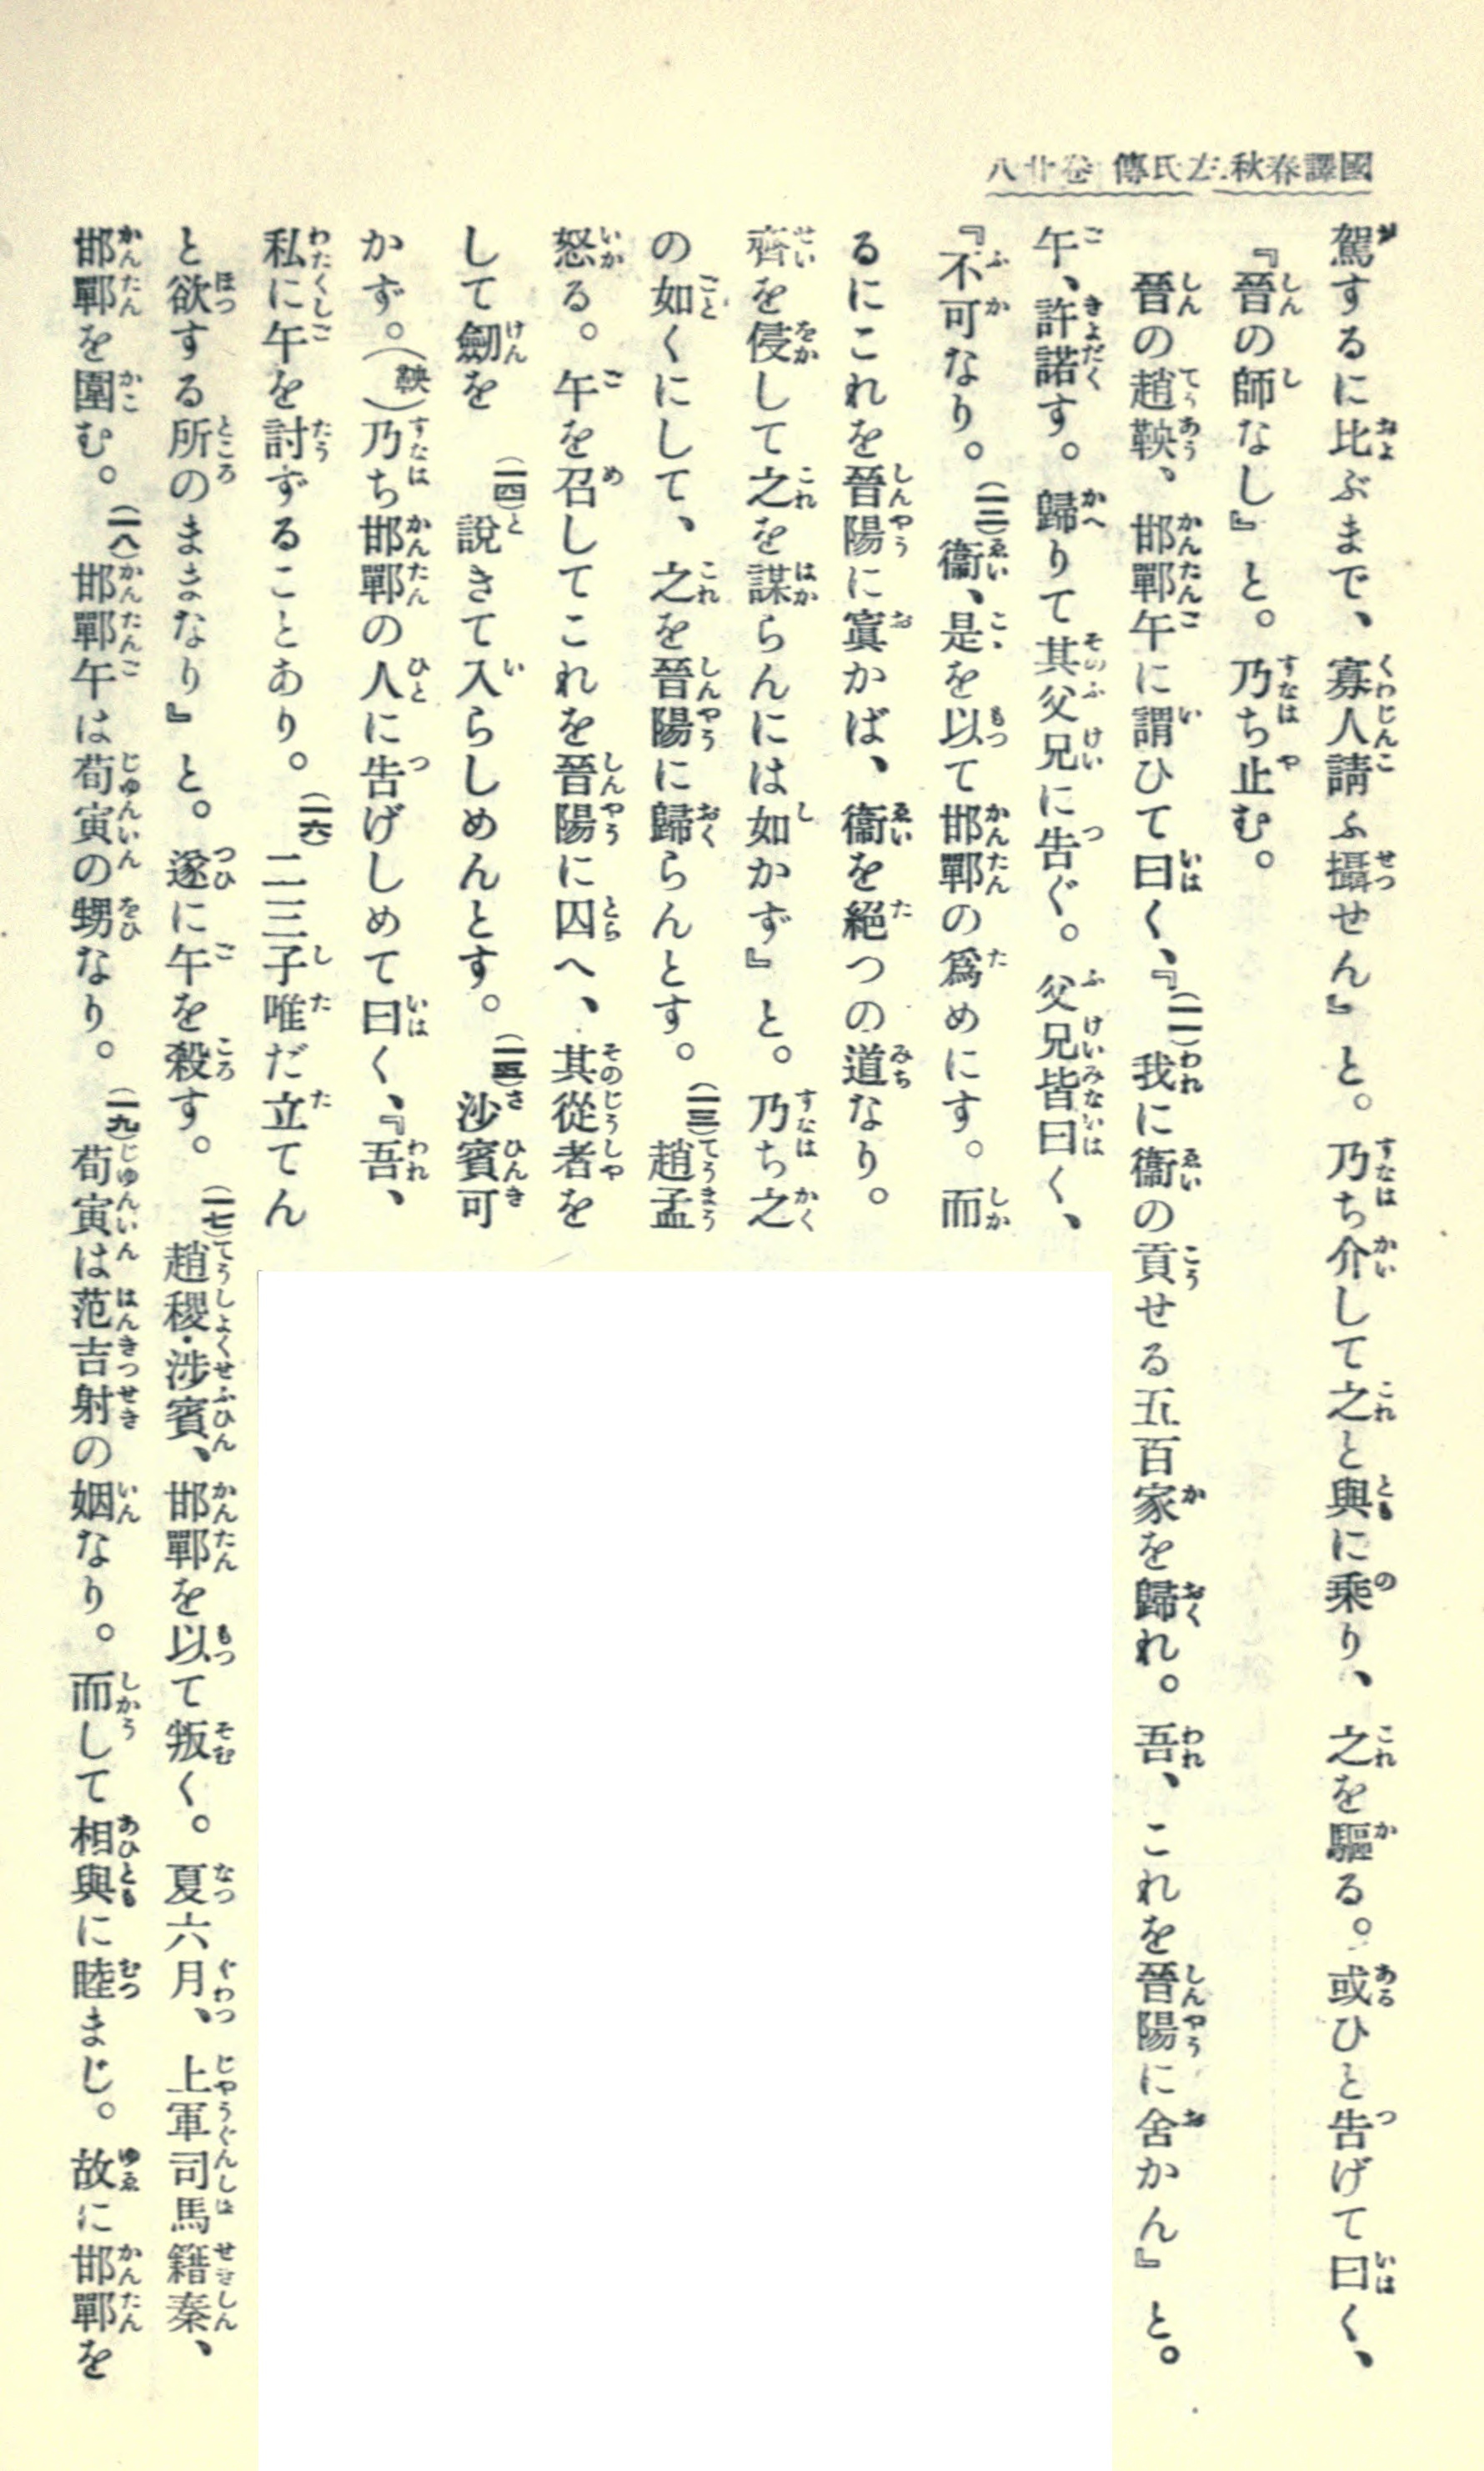 國譯春秋左氏傳 卷廿八
駕するに比ぶまで、寡人請ふ攝せん』と。乃ち介して之と與に乘り、之を驅る。或ひと告げて曰く、
『晉の師なし』と。乃ち止む。
晉の趙鞅、邯鄲午に謂ひて曰く、『(一一)我に衞の貢せる五百家を歸れ。吾、これを晉陽に舍かん』と。
午、許諾す。歸りて其父兄に告ぐ。父兄皆曰く、
『不可なり。(一二)衞、是を以て邯鄲の爲めにす。而
るにこれを晉陽に寘かば、衞を絕つの道なり。
齊を侵して之を謀らんには如かず』と。乃ち之
の如くにして、之を晉陽に歸らんとす。(一三)趙孟
怒る。午を召してこれを晉陽に囚へ、其從者を
して劒を(一四)說きて入らしめんとす。(一五)沙賓可
かず。(鞅)乃ち邯鄲の人に告げしめて曰く、『吾、
私に午を討ずることあり。(一六)二三子唯だ立てん
と欲する所のままなり』と。遂に午を殺す。(一七)趙稷・涉賓、邯鄲を以て叛く。夏六月、上軍司馬籍秦、
邯鄲を圍む。(一八)邯鄲午は荀寅の甥なり。(一九)荀寅は范吉射の姻なり。而して相與に睦まじ。故に邯鄲を